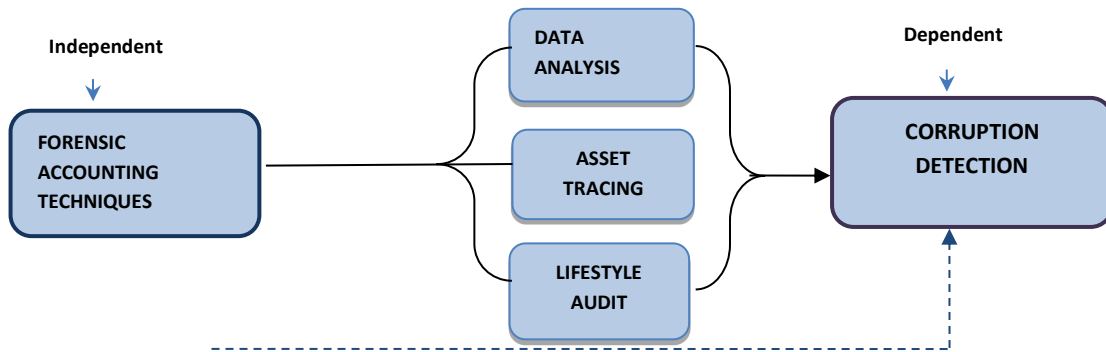 Independent
FORENSIC
ACCOUNTING
TECHNIQUES
DATA
ANALYSIS
ASSET
TRACING
LIFESTYLE
AUDIT
Dependent
CORRUPTION
DETECTION